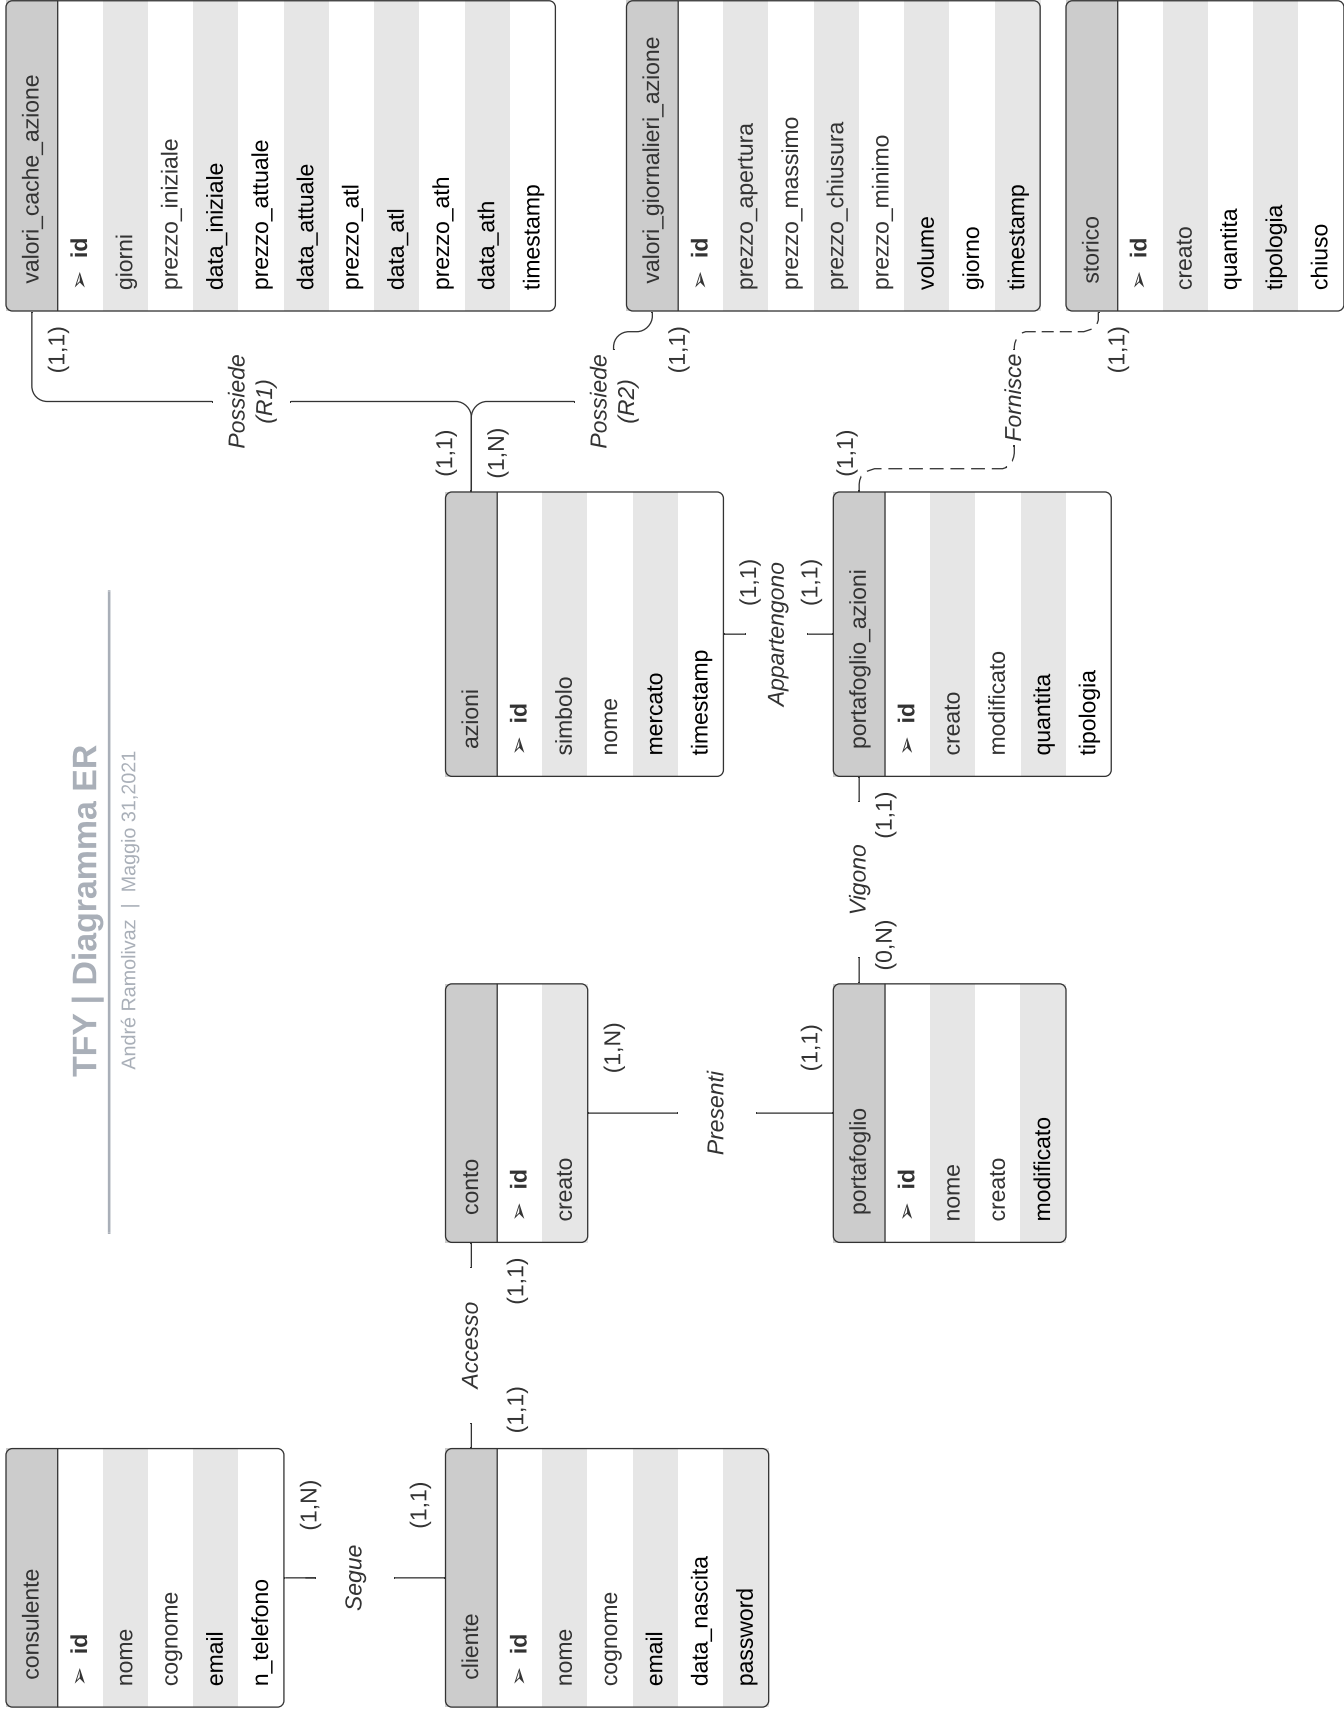 TFY | Diagramma ER
André Ramolivaz | Maggio 31,2021
consulente
➢ id
nome
cognome
email
n_telefono
(1,N)
Segue
(1,1)
cliente
➢ id
nome
cognome
email
data_nascita
password
(1,1)
Accesso
(1,1)
conto
➢ id
creato
(1,N)
Presenti
(1,1)
portafoglio
➢ id
nome
creato
modificato
(0,N)
Vigono
(1,1)
azioni
➢ id
simbolo
nome
mercato
timestamp
(1,1)
Appartengono
(1,1)
portafoglio_azioni
➢ id
creato
modificato
quantita
tipologia
(1,1)
(1,N)
Possiede
(R1)
(1,1)
valori_cache_azione
➢ id
giorni
prezzo_iniziale
data_iniziale
prezzo_attuale
data_attuale
prezzo_atl
data_atl
prezzo_ath
data_ath
timestamp
Possiede
(R2)
(1,1)
valori_giornalieri_azione
➢ id
prezzo_apertura
prezzo_massimo
prezzo_chiusura
prezzo_minimo
volume
giorno
timestamp
(1,1)
Fornisce
(1,1)
storico
➢ id
creato
quantita
tipologia
chiuso